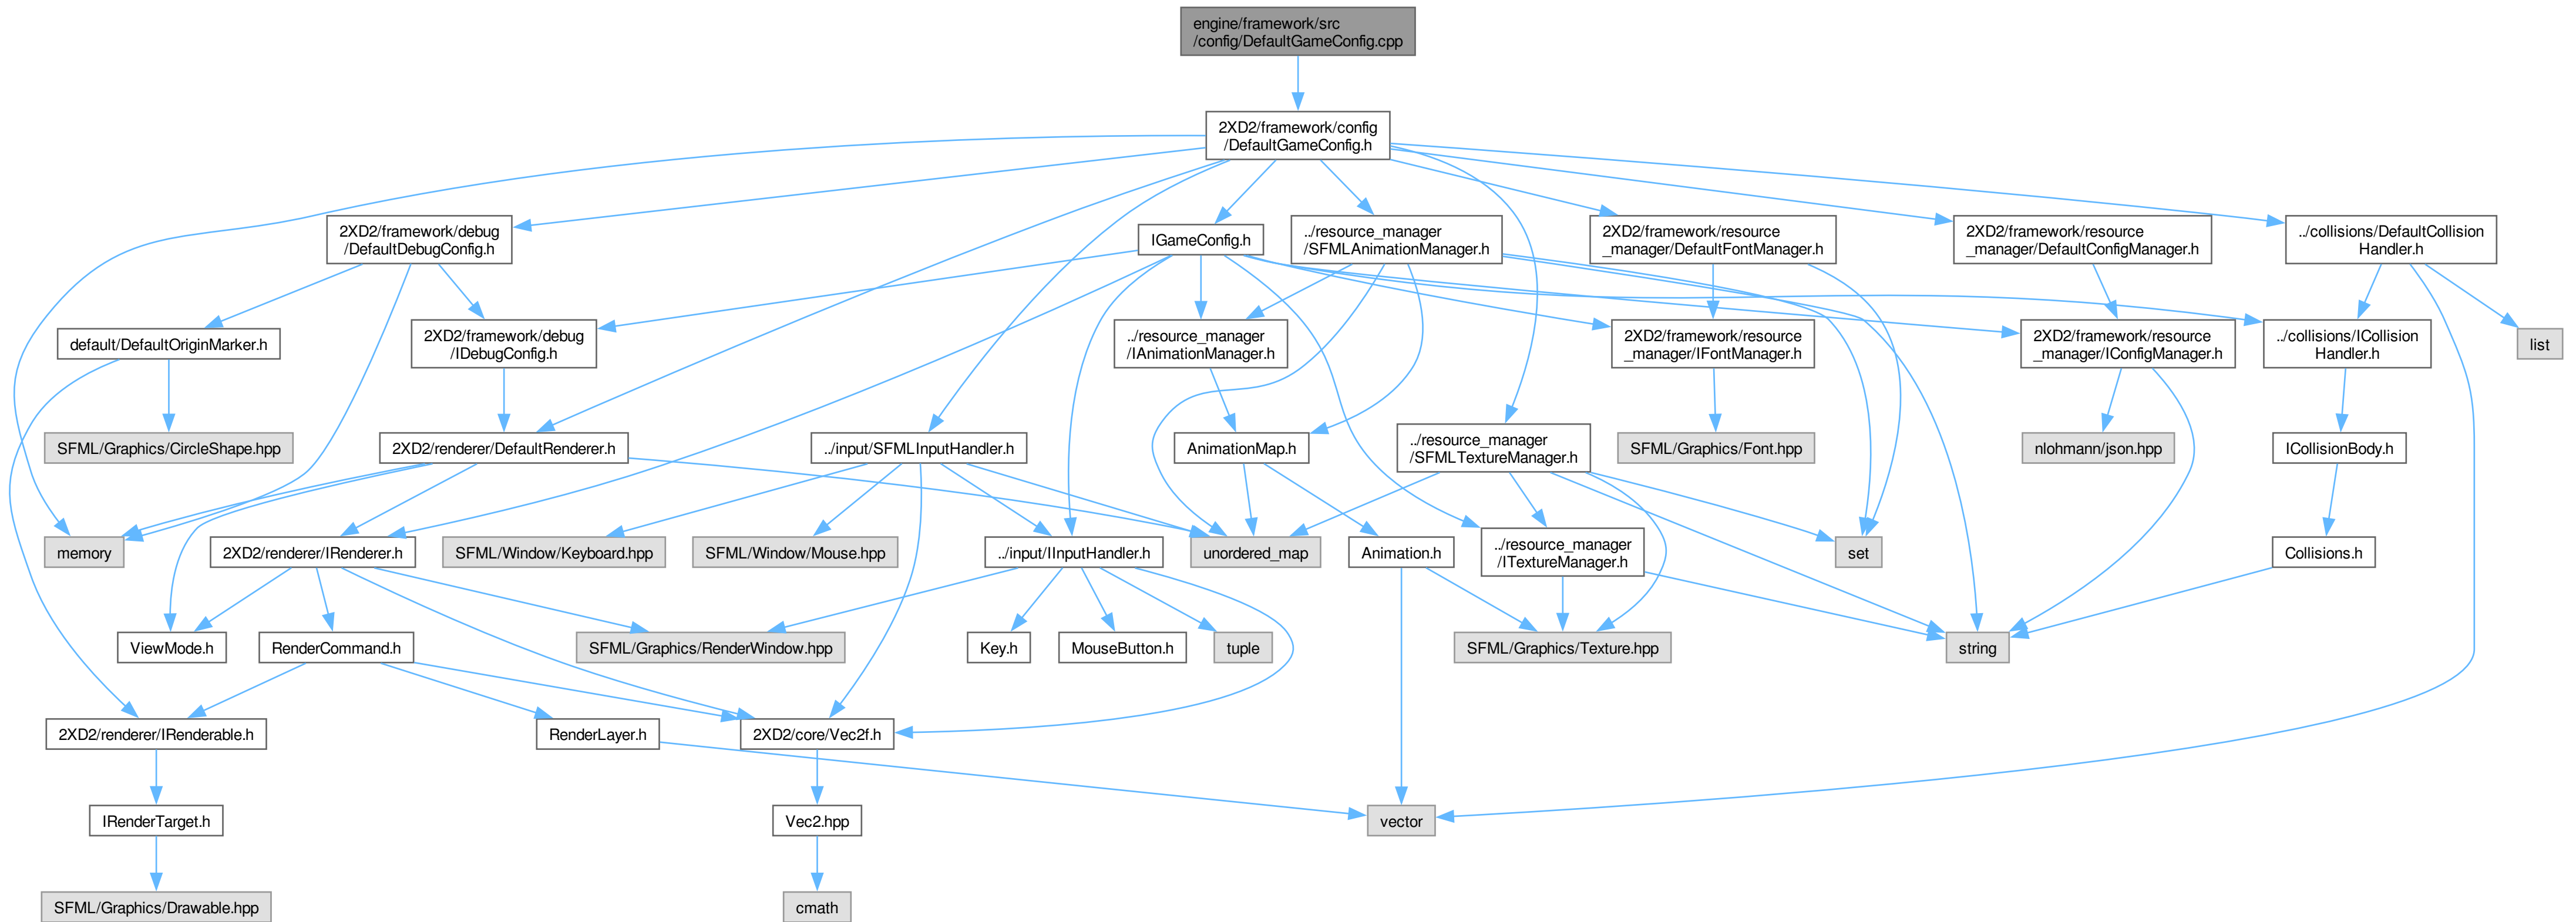 engine/framework/src
/config/DefaultGameConfig.cpp
2XD2/framework/config
/DefaultGameConfig.h
2XD2/framework/debug
/DefaultDebugConfig.h
IGameConfig.h
../resource_manager
/SFMLAnimationManager.h
2XD2/framework/resource
_manager/DefaultFontManager.h
2XD2/framework/resource
_manager/DefaultConfigManager.h
../collisions/DefaultCollision
Handler.h
default/DefaultOriginMarker.h
2XD2/framework/debug
/IDebugConfig.h
../resource_manager
/IAnimationManager.h
2XD2/framework/resource
_manager/IFontManager.h
2XD2/framework/resource
_manager/IConfigManager.h
../collisions/ICollision
Handler.h
list
SFML/Graphics/CircleShape.hpp
2XD2/renderer/DefaultRenderer.h
../input/SFMLInputHandler.h
AnimationMap.h
../resource_manager
/SFMLTextureManager.h
SFML/Graphics/Font.hpp
nlohmann/json.hpp
ICollisionBody.h
memory
2XD2/renderer/IRenderer.h
SFML/Window/Keyboard.hpp
SFML/Window/Mouse.hpp
../input/IInputHandler.h
unordered_map
Animation.h
../resource_manager
/ITextureManager.h
set
Collisions.h
ViewMode.h
RenderCommand.h
SFML/Graphics/RenderWindow.hpp
Key.h
MouseButton.h
tuple
SFML/Graphics/Texture.hpp
string
2XD2/renderer/IRenderable.h
RenderLayer.h
2XD2/core/Vec2f.h
IRenderTarget.h
Vec2.hpp
vector
SFML/Graphics/Drawable.hpp
cmath